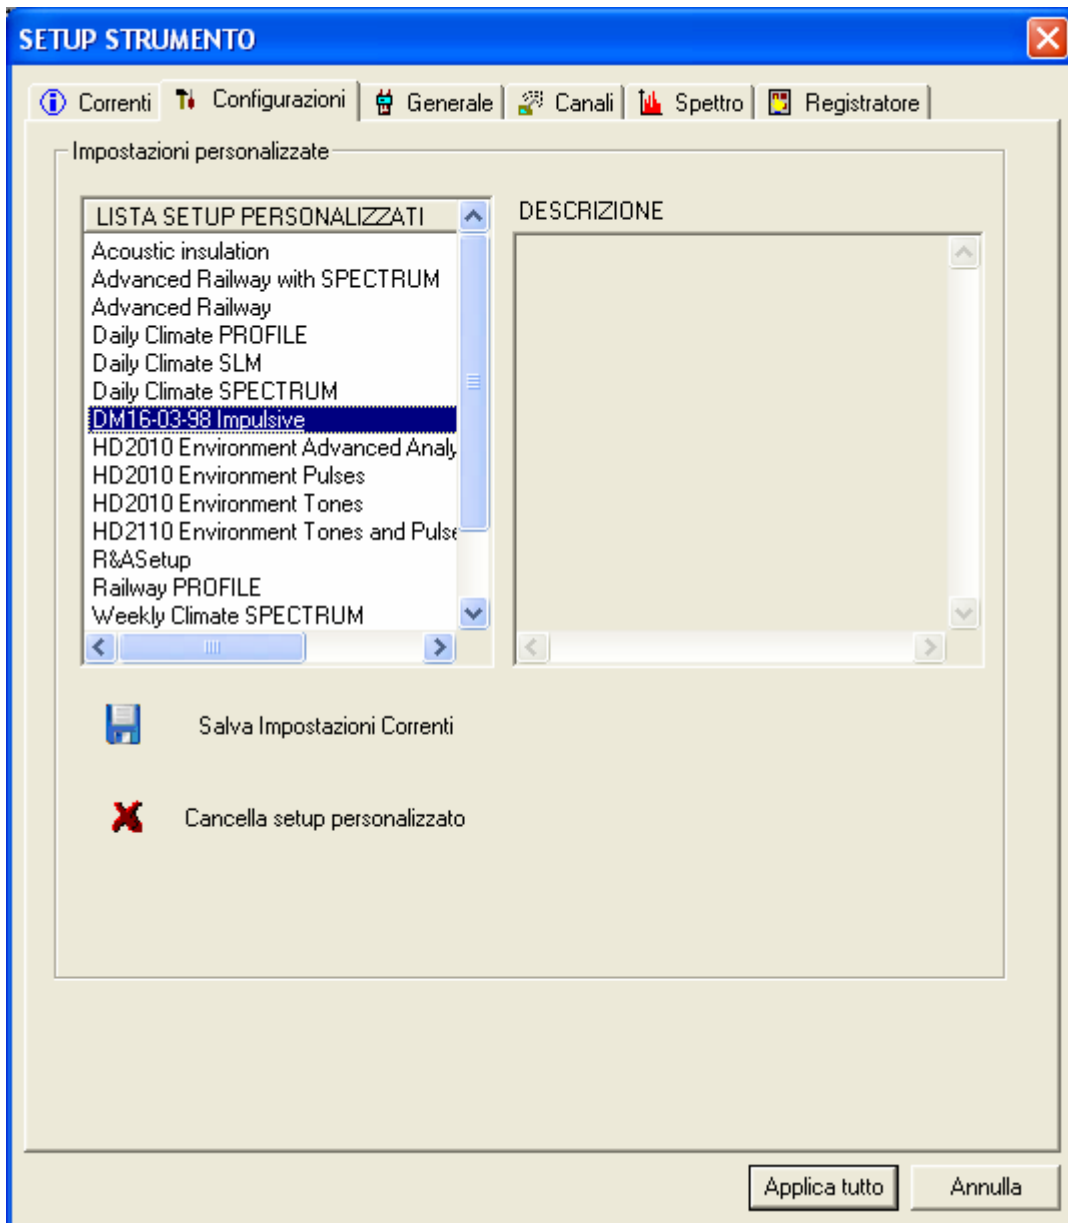 SETUP STRUMENTO
Correnti Configurazioni Generale Canali Spettro Registratore
Impostazioni personalizzate
LISTA SETUP PERSONALIZZATI
Acoustic insulation
Advanced Railway with SPECTRUM
Advanced Railway
Daily Climate PROFILE
Daily Climate SLM
Daily Climate SPECTRUM
DM16-03-98 Impulsive
HD2010 Environment Advanced Analy
HD2010 Environment Pulses
HD2010 Environment Tones
HD2110 Environment Tones and Pulse
R&ASetup
Railway PROFILE
Weekly Climate SPECTRUM
DESCRIZIONE
Salva Impostazioni Correnti
Cancella setup personalizzato
Applica tutto Annulla